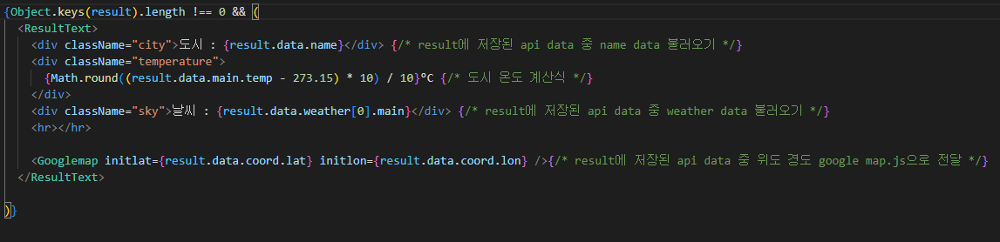 {Object.keys(result).length !== 0 && (
<ResultText>
<div className="city">도시 : {result.data.name}</div> {/* result에 저장된 api data 중 name data 불러오기 */}
<div className="temperature">
{Math.round((result.data.main.temp - 273.15) * 10) / 10}ºC {/* 도시 온도 계산식 */}
</div>
<div className="sky">날씨 : {result.data.weather[0].main}</div> {/* result에 저장된 api data 중 weather data 불러오기 */}
<hr></hr>
<Googlemap initlat={result.data.coord.lat} initlon={result.data.coord.lon} />{/* result에 저장된 api data 중 위도 경도 google map.js으로 전달 */}
</ResultText>
)}